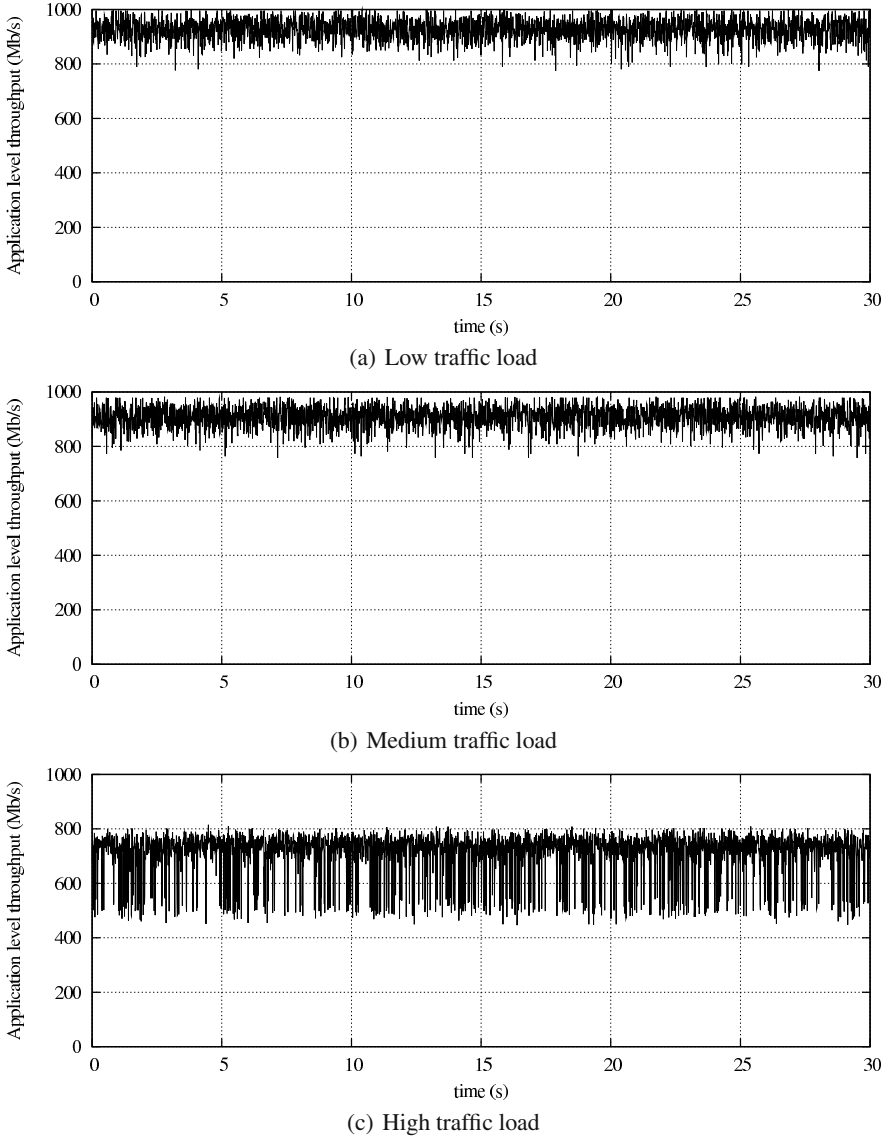 Application level throughput (Mb/s)
1000
800
600
400
200
0
0 5 10 15 20 25 30
time (s)
(a) Low traffic load
Application level throughput (Mb/s)
1000
800
600
400
200
0
0 5 10 15 20 25 30
time (s)
(b) Medium traffic load
Application level throughput (Mb/s)
1000
800
600
400
200
0
0 5 10 15 20 25 30
time (s)
(c) High traffic load